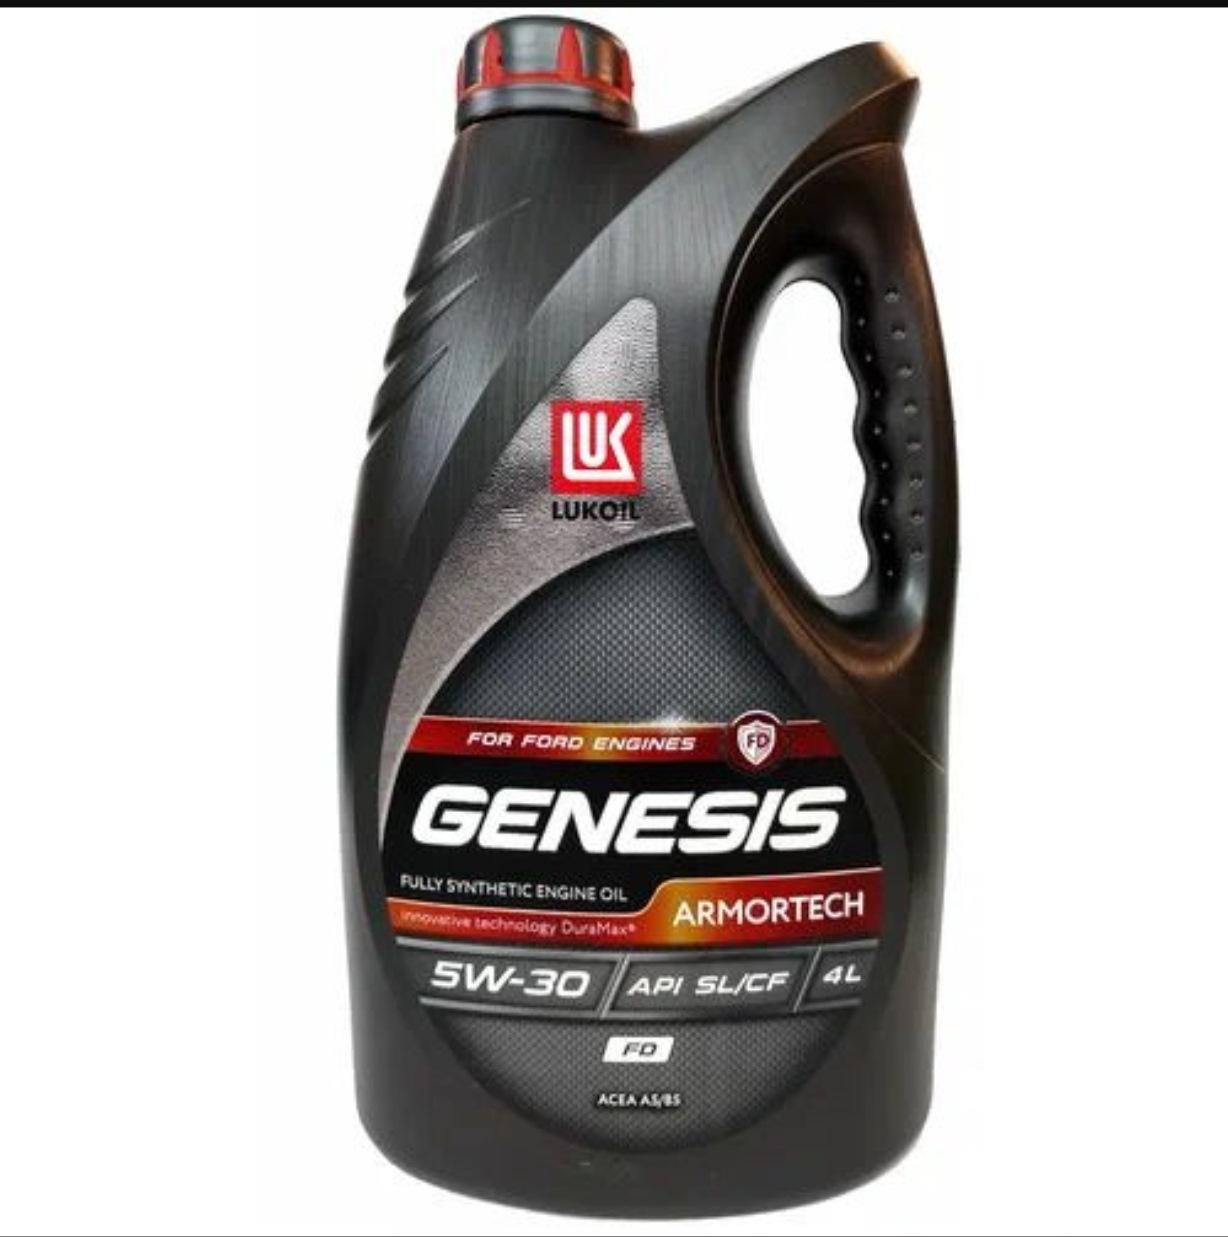 LUK
LUKOIL
FOR FORD ENGINES
FD
GENESIS
FULLY SYNTHETIC ENGINE OIL
ARMORTECH
innovative technology DuraMax®
5W-30
API SL/CF
4L
FD
ACEA A5/B5